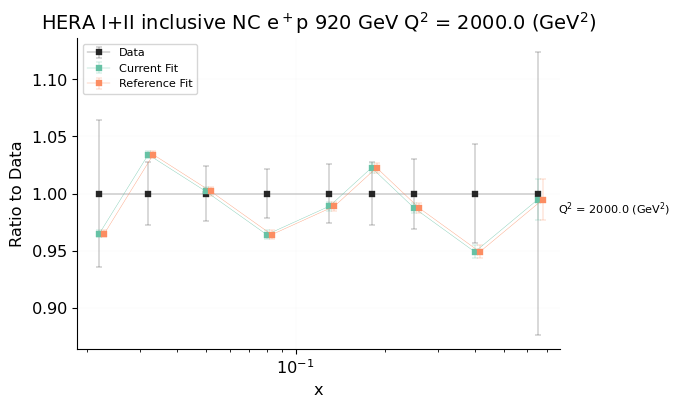 HERA I+II inclusive NC e⁺p 920 GeV Q² = 2000.0 (GeV²)
Data
Current Fit
Reference Fit
Ratio to Data
1.10
1.05
1.00
0.95
0.90
Q² = 2000.0 (GeV²)
10⁻¹
x